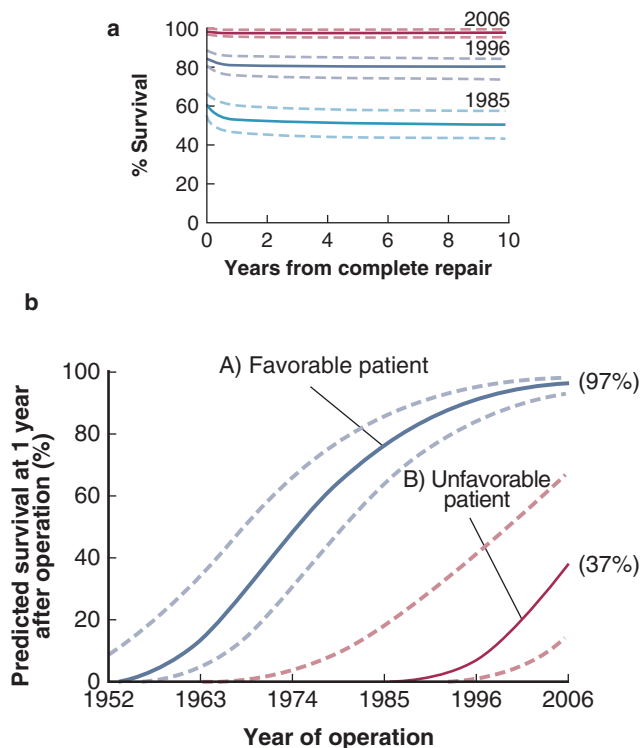 a
% Survival
100
80
60
40
20
0
2006
1996
1985
0 2 4 6 8 10
Years from complete repair
b
Predicted survival at 1 year
after operation (%)
100
80
60
40
20
0
A) Favorable patient
(97%)
B) Unfavorable
patient
(37%)
1952 1963 1974 1985 1996 2006
Year of operation